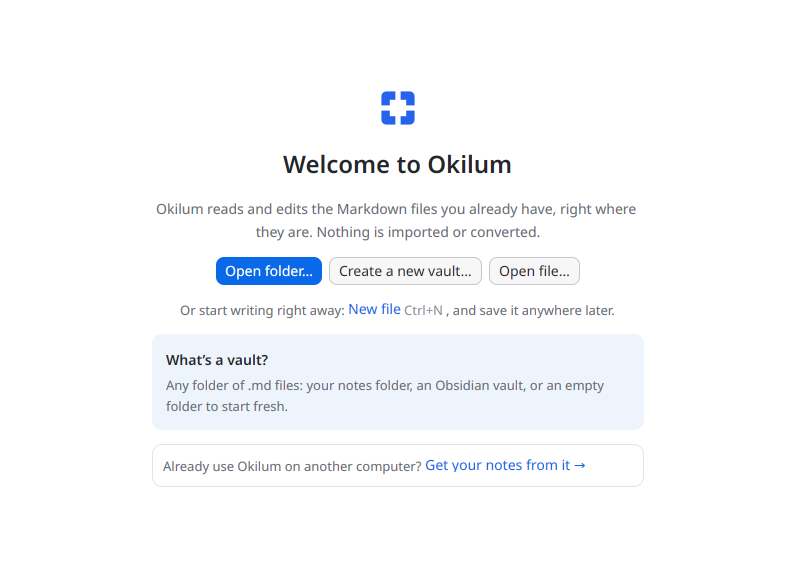 Welcome to Okilum
Okilum reads and edits the Markdown files you already have, right where
they are. Nothing is imported or converted.
Open folder... Create a new vault... Open file...
Or start writing right away: New file Ctrl+N , and save it anywhere later.
What's a vault?
Any folder of .md files: your notes folder, an Obsidian vault, or an empty
folder to start fresh.
Already use Okilum on another computer? Get your notes from it →